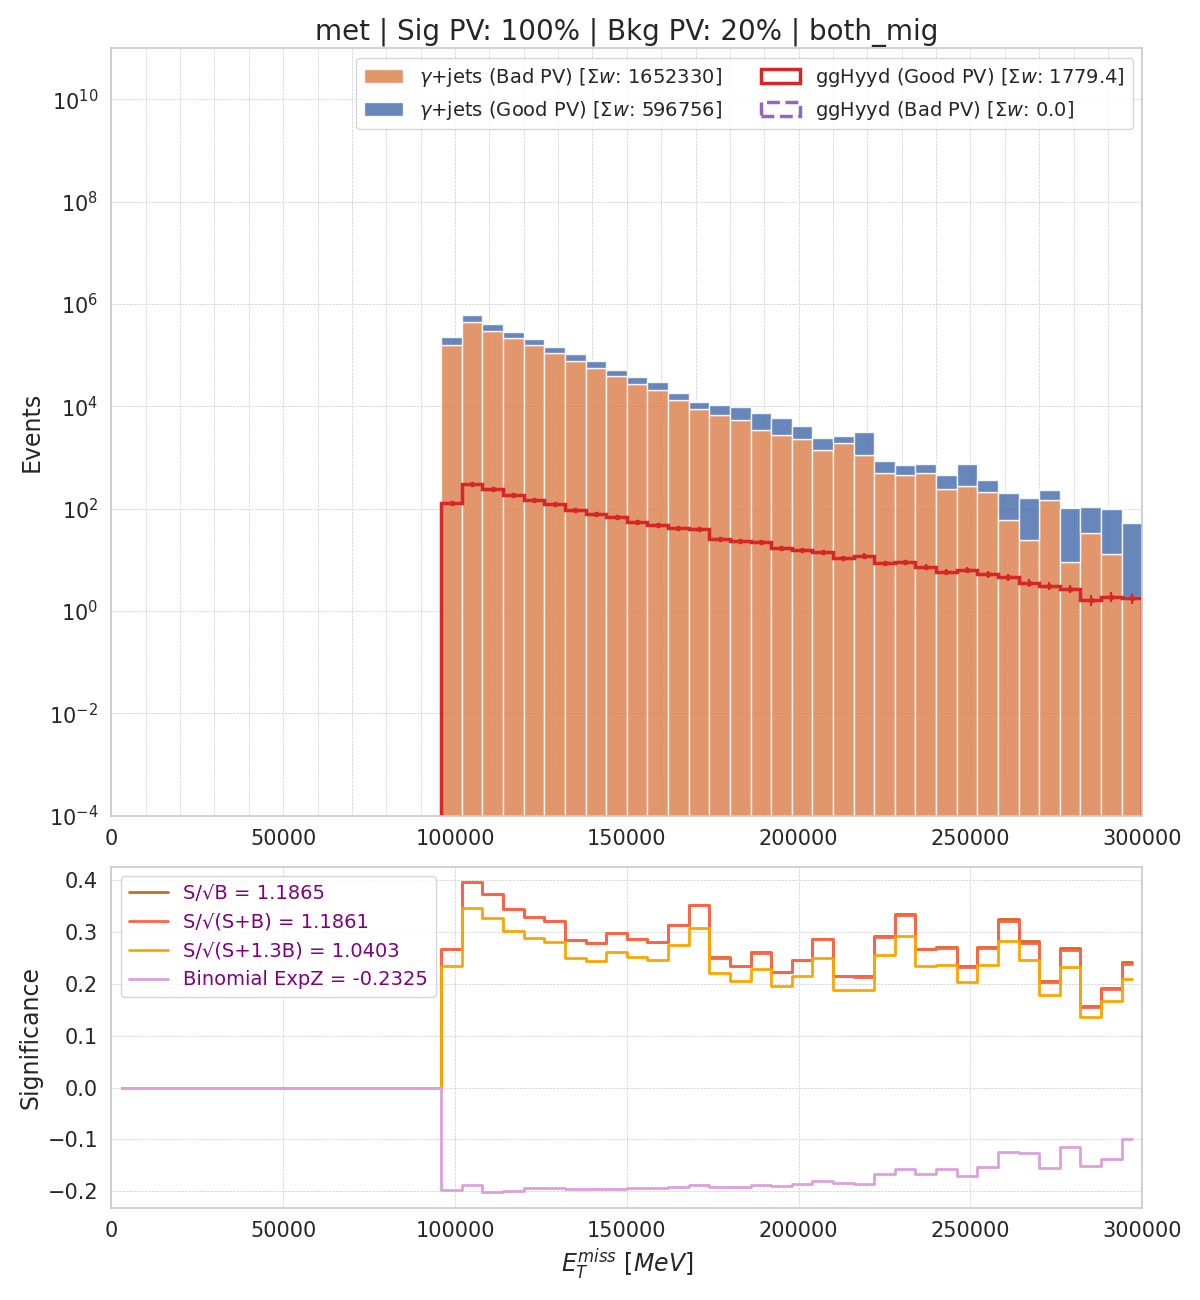 met | Sig PV: 100% | Bkg PV: 20% | both_mig
γ+jets (Bad PV) [Σw: 1652330]
γ+jets (Good PV) [Σw: 596756]
ggHyyd (Good PV) [Σw: 1779.4]
ggHyyd (Bad PV) [Σw: 0.0]
Events
10^10
10^8
10^6
10^4
10^2
10^0
10^−2
10^−4
0 50000 100000 150000 200000 250000 300000
S/√B = 1.1865
S/√(S+B) = 1.1861
S/√(S+1.3B) = 1.0403
Binomial ExpZ = -0.2325
Significance
0.4
0.3
0.2
0.1
0.0
−0.1
−0.2
0 50000 100000 150000 200000 250000 300000
E_T^miss [MeV]